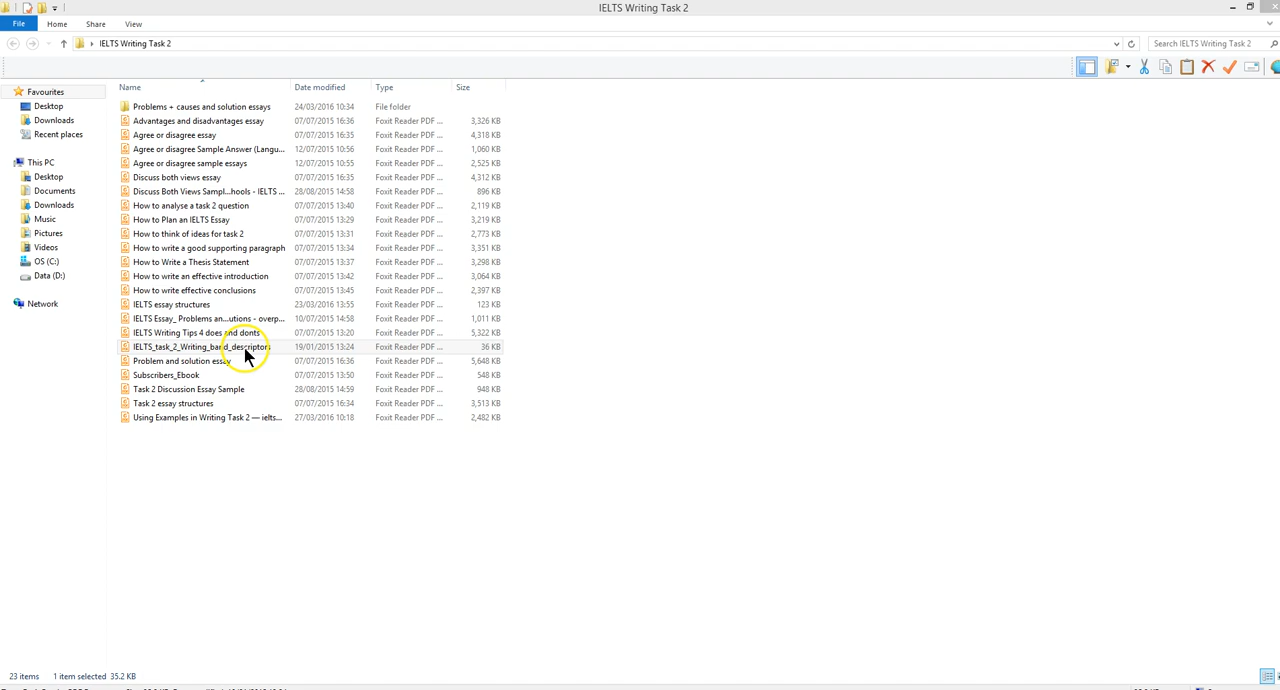 IELTS Writing Task 2
File Home Share View
IELTS Writing Task 2 Search IELTS Writing Task 2
Favourites
Desktop
Downloads
Recent places
This PC
Desktop
Documents
Downloads
Music
Pictures
Videos
OS (C:)
Data (D:)
Network
Name Date modified Type Size
Problems + causes and solution essays 24/03/2016 10:34 File folder
Advantages and disadvantages essay 07/07/2015 16:36 Foxit Reader PDF ... 3,326 KB
Agree or disagree essay 07/07/2015 16:35 Foxit Reader PDF ... 4,318 KB
Agree or disagree Sample Answer (Langu... 12/07/2015 10:56 Foxit Reader PDF ... 1,060 KB
Agree or disagree sample essays 12/07/2015 10:55 Foxit Reader PDF ... 2,525 KB
Discuss both views essay 07/07/2015 16:35 Foxit Reader PDF ... 4,312 KB
Discuss Both Views Sampl...hools - IELTS ... 28/08/2015 14:58 Foxit Reader PDF ... 896 KB
How to analyse a task 2 question 07/07/2015 13:40 Foxit Reader PDF ... 2,119 KB
How to Plan an IELTS Essay 07/07/2015 13:29 Foxit Reader PDF ... 3,219 KB
How to think of ideas for task 2 07/07/2015 13:31 Foxit Reader PDF ... 2,773 KB
How to write a good supporting paragraph 07/07/2015 13:34 Foxit Reader PDF ... 3,351 KB
How to Write a Thesis Statement 07/07/2015 13:37 Foxit Reader PDF ... 3,298 KB
How to write an effective introduction 07/07/2015 13:42 Foxit Reader PDF ... 3,064 KB
How to write effective conclusions 07/07/2015 13:45 Foxit Reader PDF ... 2,397 KB
IELTS essay structures 23/03/2016 13:55 Foxit Reader PDF ... 123 KB
IELTS Essay_ Problems an...utions - overp... 10/07/2015 14:58 Foxit Reader PDF ... 1,011 KB
IELTS Writing Tips 4 does and donts 07/07/2015 13:20 Foxit Reader PDF ... 5,322 KB
IELTS_task_2_Writing_band_descriptors 19/01/2015 13:24 Foxit Reader PDF ... 36 KB
Problem and solution essay 07/07/2015 16:36 Foxit Reader PDF ... 5,648 KB
Subscribers_Ebook 07/07/2015 13:50 Foxit Reader PDF ... 548 KB
Task 2 Discussion Essay Sample 28/08/2015 14:59 Foxit Reader PDF ... 948 KB
Task 2 essay structures 07/07/2015 16:34 Foxit Reader PDF ... 3,513 KB
Using Examples in Writing Task 2 — ielts... 27/03/2016 10:18 Foxit Reader PDF ... 2,482 KB
23 items 1 item selected 35.2 KB